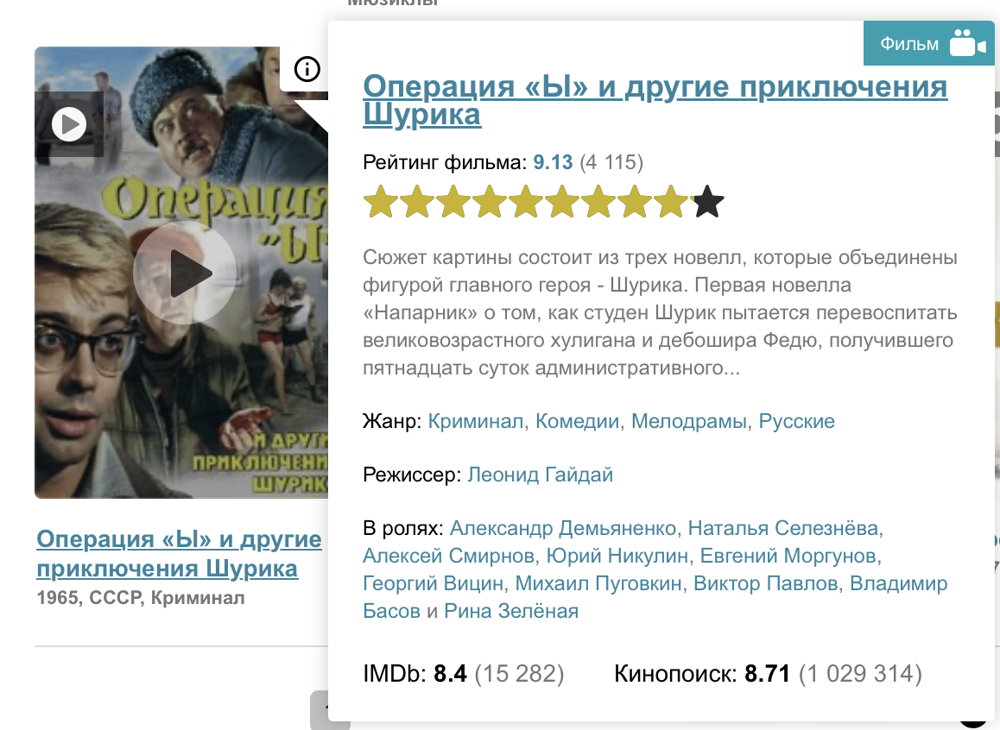 Мюзиклы
Фильм
Операция «Ы» и другие приключения
Шурика
Рейтинг фильма: 9.13 (4 115)
Сюжет картины состоит из трех новелл, которые объединены
фигурой главного героя - Шурика. Первая новелла
«Напарник» о том, как студен Шурик пытается перевоспитать
великовозрастного хулигана и дебошира Федю, получившего
пятнадцать суток административного...
Жанр: Криминал, Комедии, Мелодрамы, Русские
Режиссер: Леонид Гайдай
В ролях: Александр Демьяненко, Наталья Селезнёва,
Алексей Смирнов, Юрий Никулин, Евгений Моргунов,
Георгий Вицин, Михаил Пуговкин, Виктор Павлов, Владимир
Басов и Рина Зелёная
IMDb: 8.4 (15 282) Кинопоиск: 8.71 (1 029 314)
Операция
"Ы"
И ДРУГИ
ПРИКЛЮЧЕНИ
ШУРИК
Операция «Ы» и другие
приключения Шурика
1965, СССР, Криминал